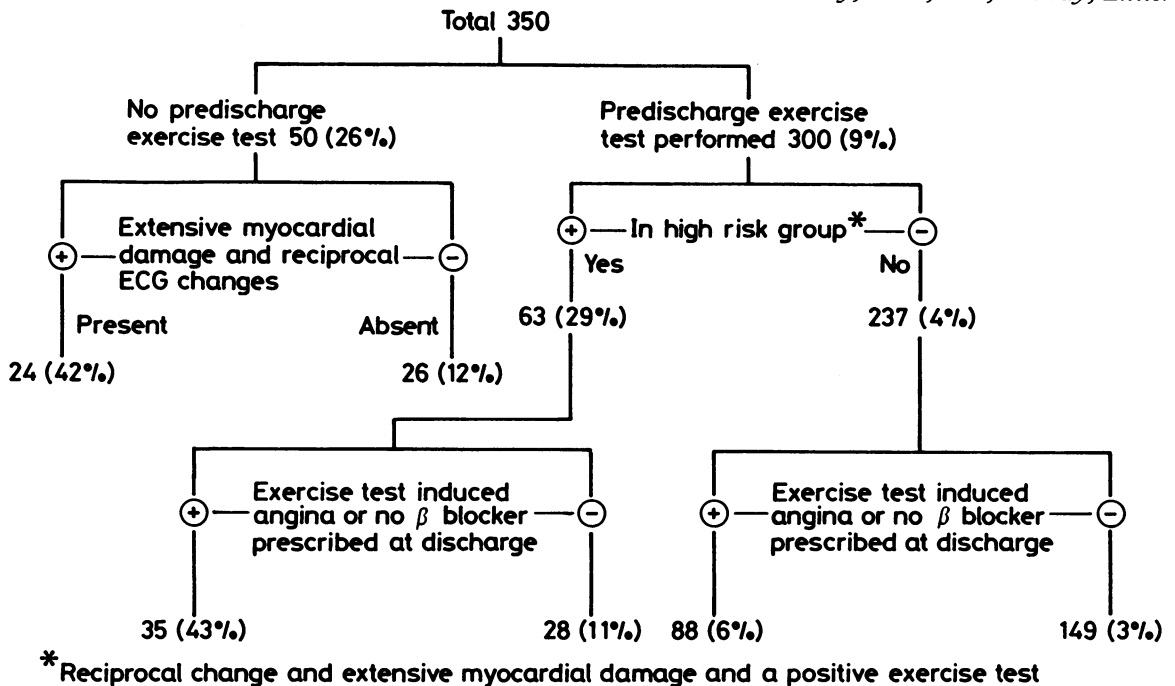 Total 350
No predischarge
exercise test 50 (26%)
Predischarge exercise
test performed 300 (9%)
+
Extensive myocardial
damage and reciprocal
ECG changes
−
+
In high risk group*
−
Present
Absent
Yes
No
24 (42%)
26 (12%)
63 (29%)
237 (4%)
+
Exercise test induced
angina or no β blocker
prescribed at discharge
−
+
Exercise test induced
angina or no β blocker
prescribed at discharge
−
35 (43%)
28 (11%)
88 (6%)
149 (3%)
*Reciprocal change and extensive myocardial damage and a positive exercise test